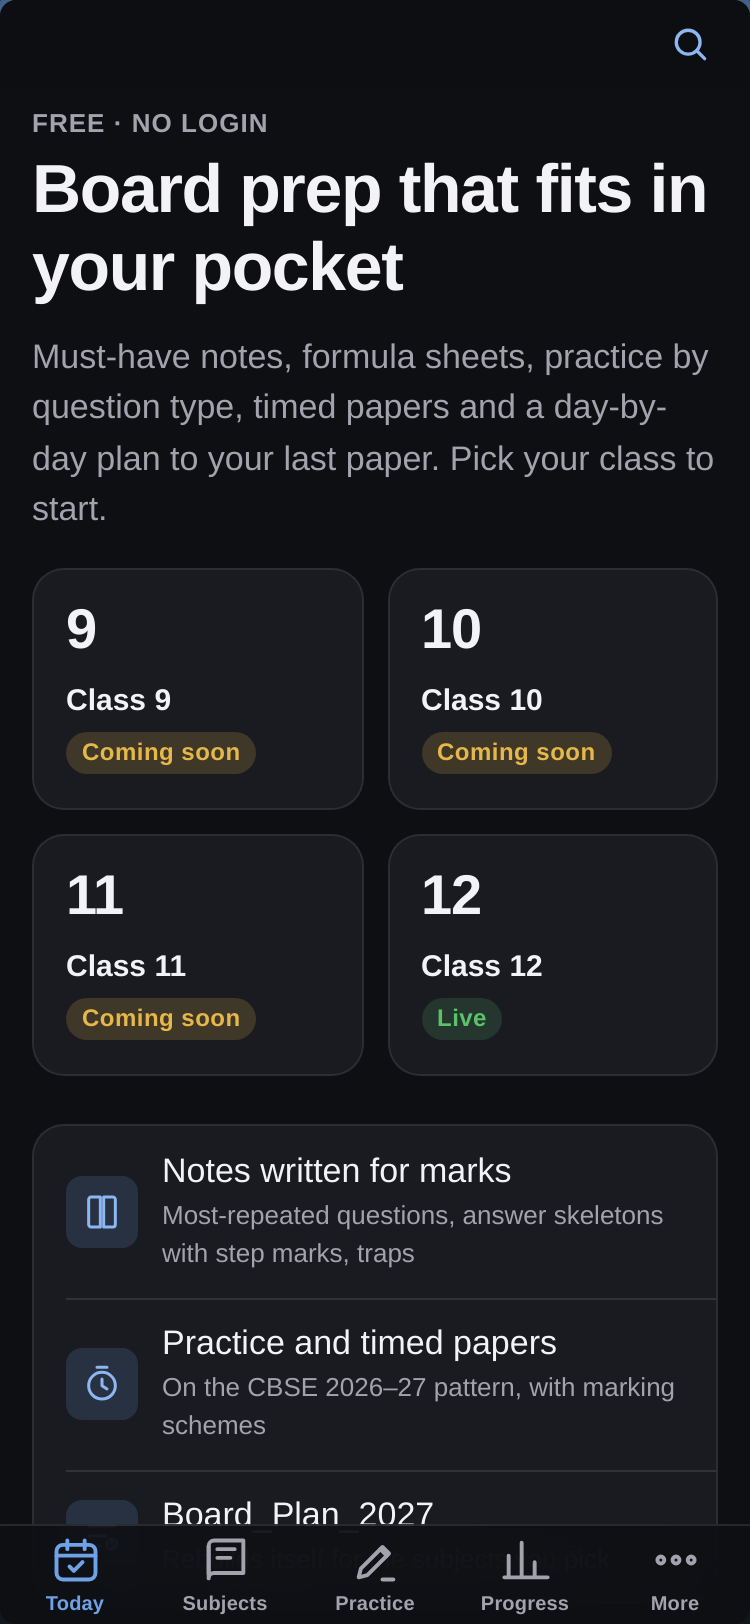 FREE · NO LOGIN
Board prep that fits in
your pocket
Must-have notes, formula sheets, practice by
question type, timed papers and a day-by-
day plan to your last paper. Pick your class to
start.
9
Class 9
Coming soon
10
Class 10
Coming soon
11
Class 11
Coming soon
12
Class 12
Live
Notes written for marks
Most-repeated questions, answer skeletons
with step marks, traps
Practice and timed papers
On the CBSE 2026–27 pattern, with marking
schemes
Board_Plan_2027
itself subjects pick
Today
Subjects
Practice
Progress
More